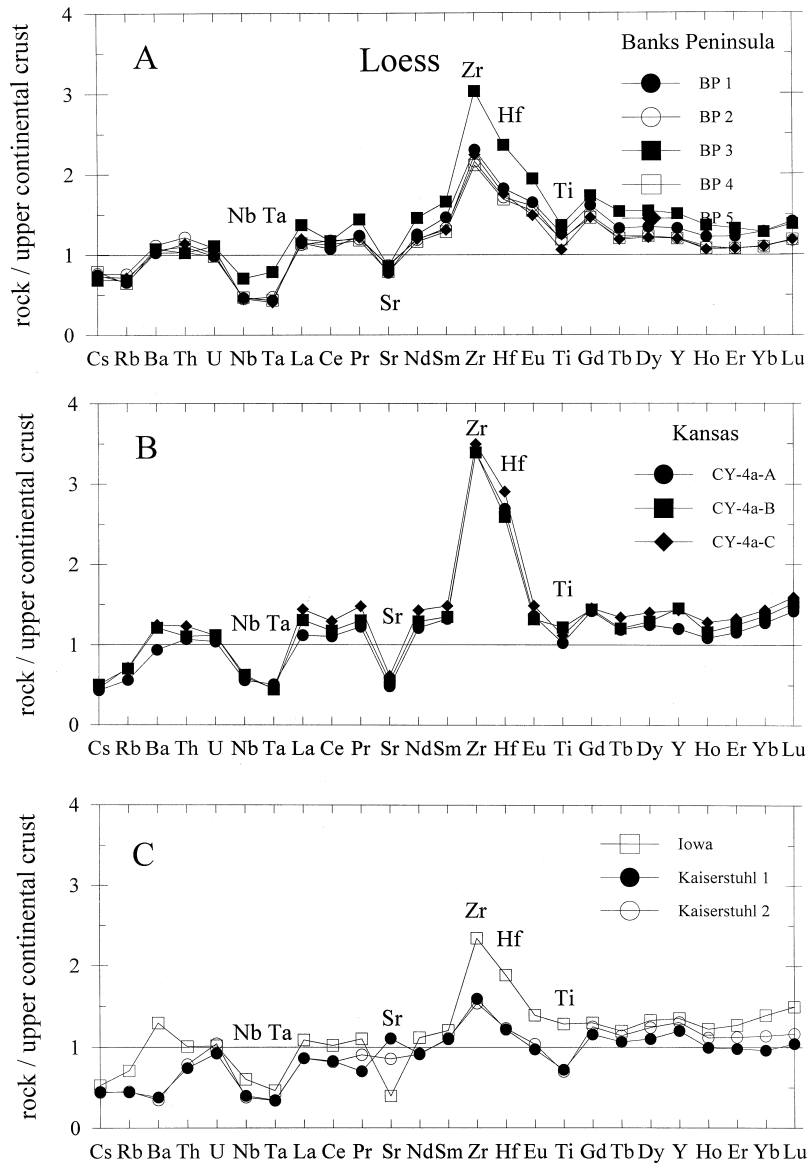 4
3
2
1
0
rock / upper continental crust
A
Loess
Banks Peninsula
BP 1
BP 2
BP 3
BP 4
BP 5
Zr
Hf
Ti
Nb Ta
Sr
Cs Rb Ba Th U Nb Ta La Ce Pr Sr Nd Sm Zr Hf Eu Ti Gd Tb Dy Y Ho Er Yb Lu
4
3
2
1
0
rock / upper continental crust
B
Kansas
CY-4a-A
CY-4a-B
CY-4a-C
Zr
Hf
Ti
Nb Ta
Sr
Cs Rb Ba Th U Nb Ta La Ce Pr Sr Nd Sm Zr Hf Eu Ti Gd Tb Dy Y Ho Er Yb Lu
4
3
2
1
0
rock / upper continental crust
C
Iowa
Kaiserstuhl 1
Kaiserstuhl 2
Zr
Hf
Ti
Sr
Nb Ta
Cs Rb Ba Th U Nb Ta La Ce Pr Sr Nd Sm Zr Hf Eu Ti Gd Tb Dy Y Ho Er Yb Lu